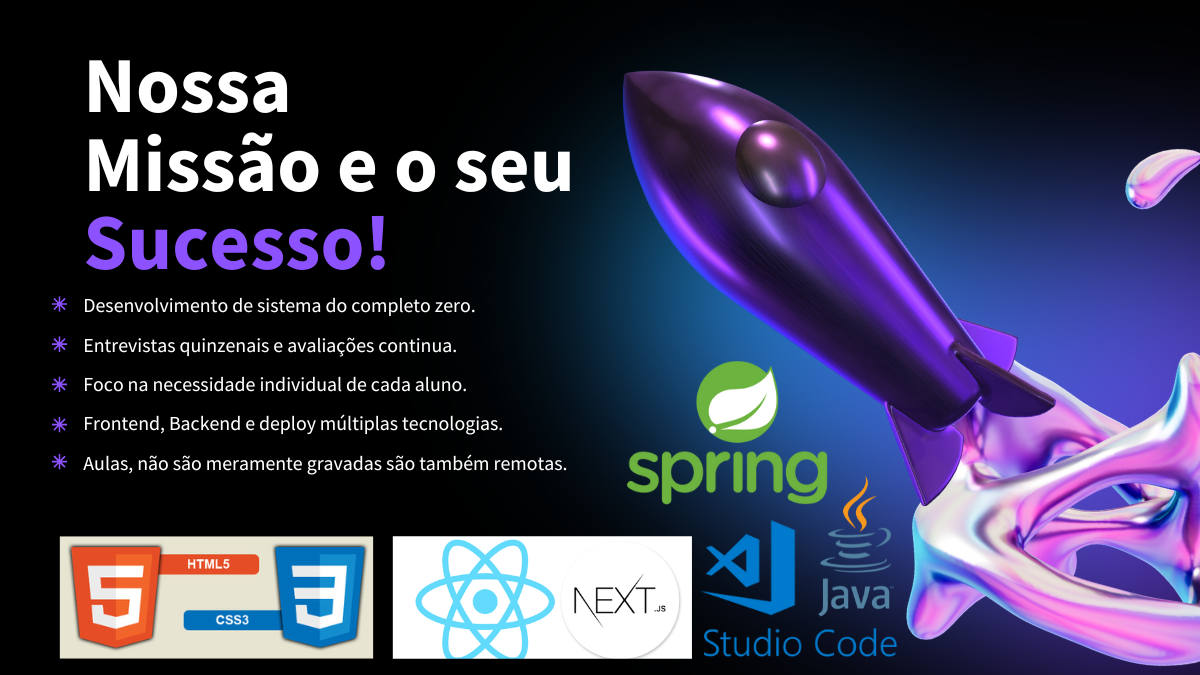 Nossa
Missão e o seu
Sucesso!
Desenvolvimento de sistema do completo zero.
Entrevistas quinzenais e avaliações continua.
Foco na necessidade individual de cada aluno.
Frontend, Backend e deploy múltiplas tecnologias.
Aulas, não são meramente gravadas são também remotas.
spring
5
HTML5
CSS3
3
NEXT.JS
Java
Studio Code